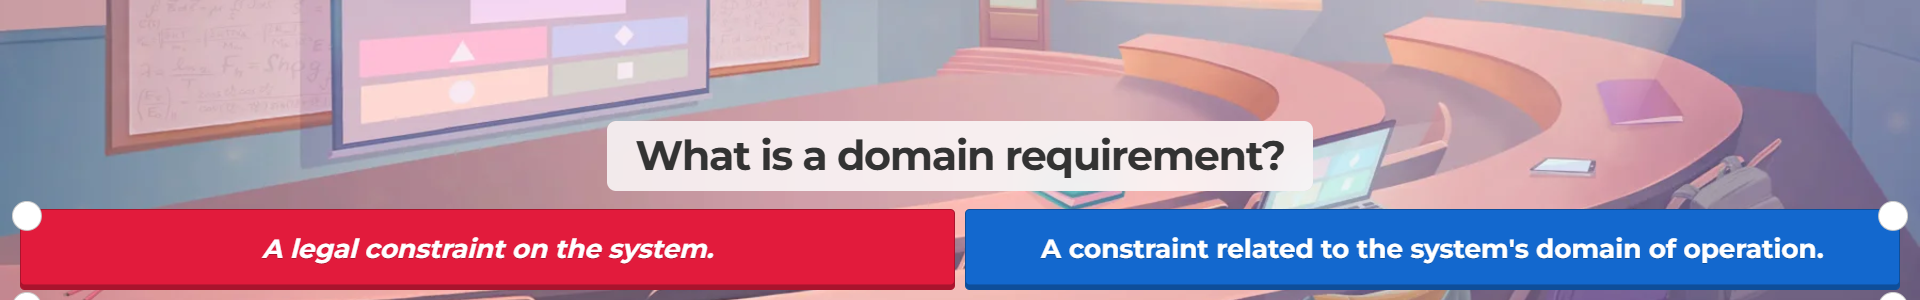 What is a domain requirement?
A legal constraint on the system.
A constraint related to the system's domain of operation.